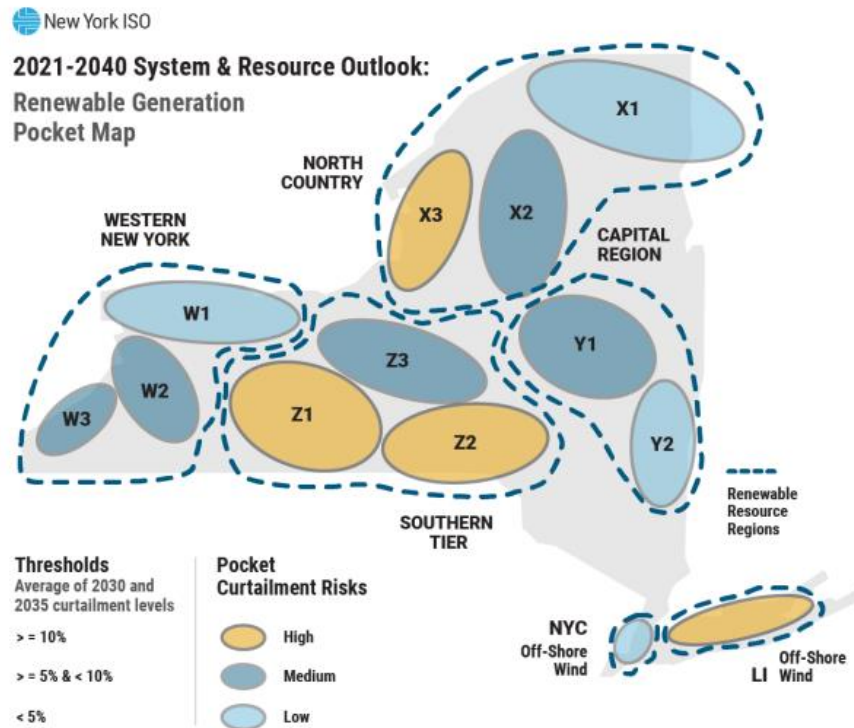 New York ISO
2021-2040 System & Resource Outlook:
Renewable Generation
Pocket Map
NORTH
COUNTRY
X1
X2
X3
WESTERN
NEW YORK
CAPITAL
REGION
W1
W2
W3
Z3
Z1
Z2
Y1
Y2
SOUTHERN
TIER
Renewable
Resource
Regions
Thresholds
Average of 2030 and
2035 curtailment levels
> = 10%
> = 5% & < 10%
< 5%
Pocket
Curtailment Risks
High
Medium
Low
NYC
Off-Shore
Wind
LI Off-Shore
Wind